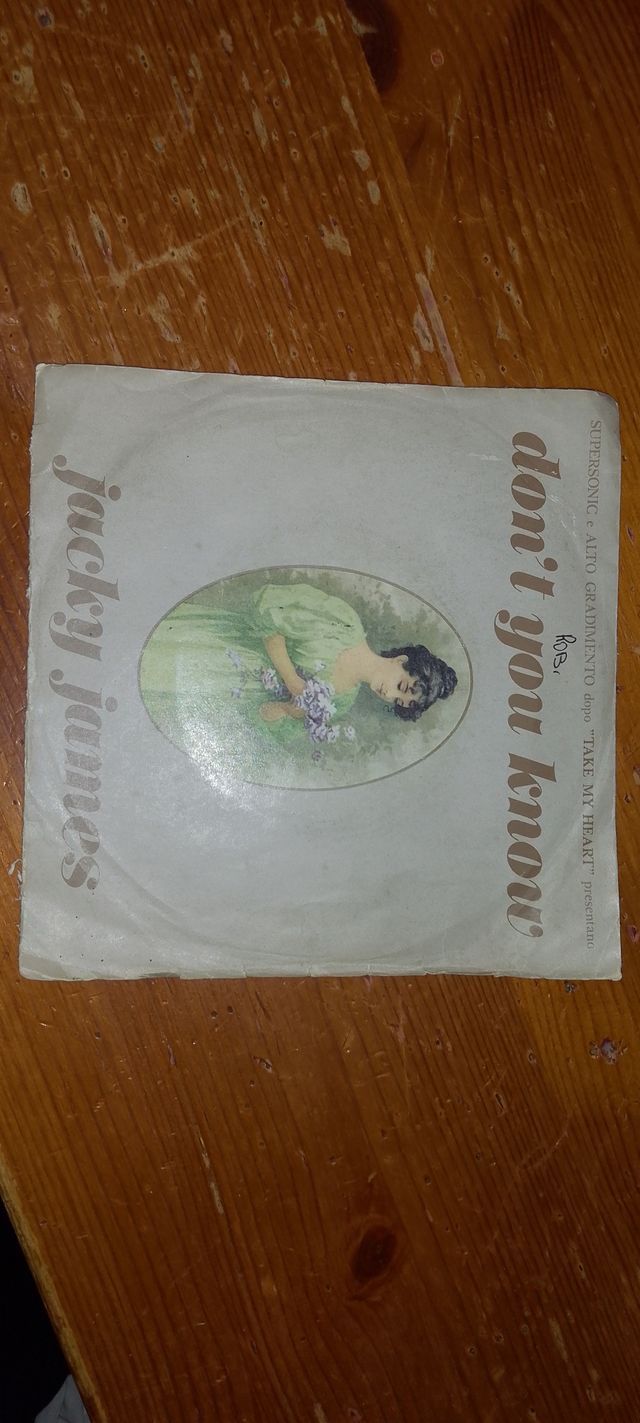 SUPERSONIC e ALTO GRADIMENTO dopo "TAKE MY HEART" presentano
don't you know
ROB,
jacky james